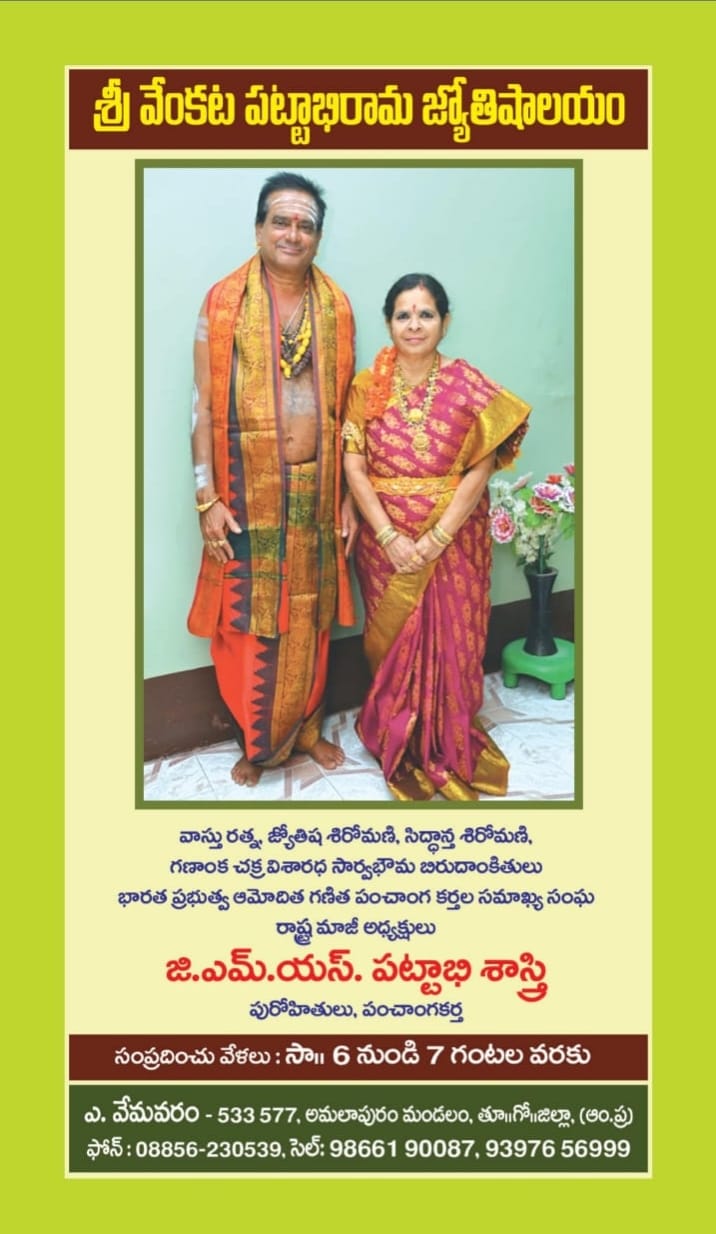 శ్రీ వేంకట పట్టాభిరామ జ్యోతిషాలయం
వాస్తు రత్న, జ్యోతిష శిరోమణి, సిద్ధాన్త శిరోమణి,
గణాంక చక్ర విశారధ సార్వభౌమ బిరుదాంకితులు
భారత ప్రభుత్వ ఆమోదిత గణిత పంచాంగ కర్తల సమాఖ్య సంఘ
రాష్ట్ర మాజీ అధ్యక్షులు
జి.ఎమ్.యస్. పట్టాభి శాస్త్రి
పురోహితులు, పంచాంగకర్త
సంప్రదించు వేళలు : సా॥ 6 నుండి 7 గంటల వరకు
ఎ. వేమవరం - 533 577, అమలాపురం మండలం, తూ॥గో॥జిల్లా, (ఆం.ప్ర)
ఫోన్ : 08856-230539, సెల్: 98661 90087, 93976 56999